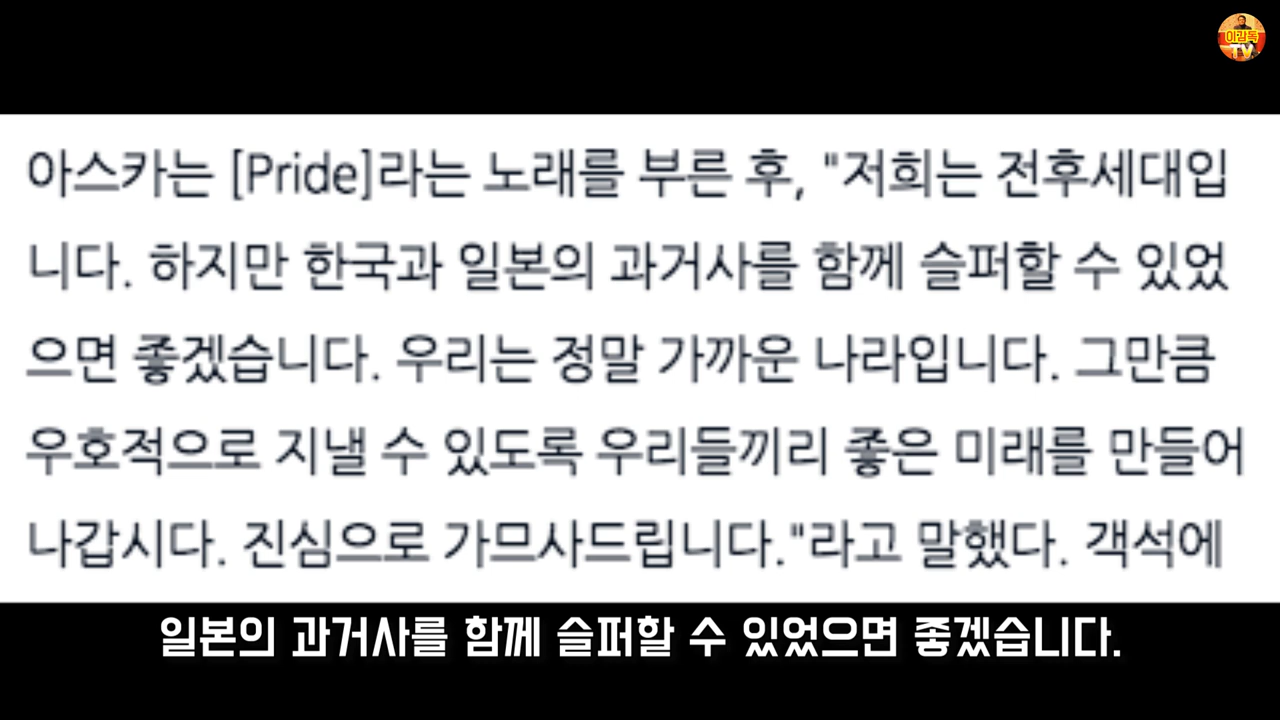 이감독
TV
아스카는 [Pride]라는 노래를 부른 후, "저희는 전후세대입
니다. 하지만 한국과 일본의 과거사를 함께 슬퍼할 수 있었
으면 좋겠습니다. 우리는 정말 가까운 나라입니다. 그만큼
우호적으로 지낼 수 있도록 우리들끼리 좋은 미래를 만들어
나갑시다. 진심으로 가므사드립니다."라고 말했다. 객석에
일본의 과거사를 함께 슬퍼할 수 있었으면 좋겠습니다.